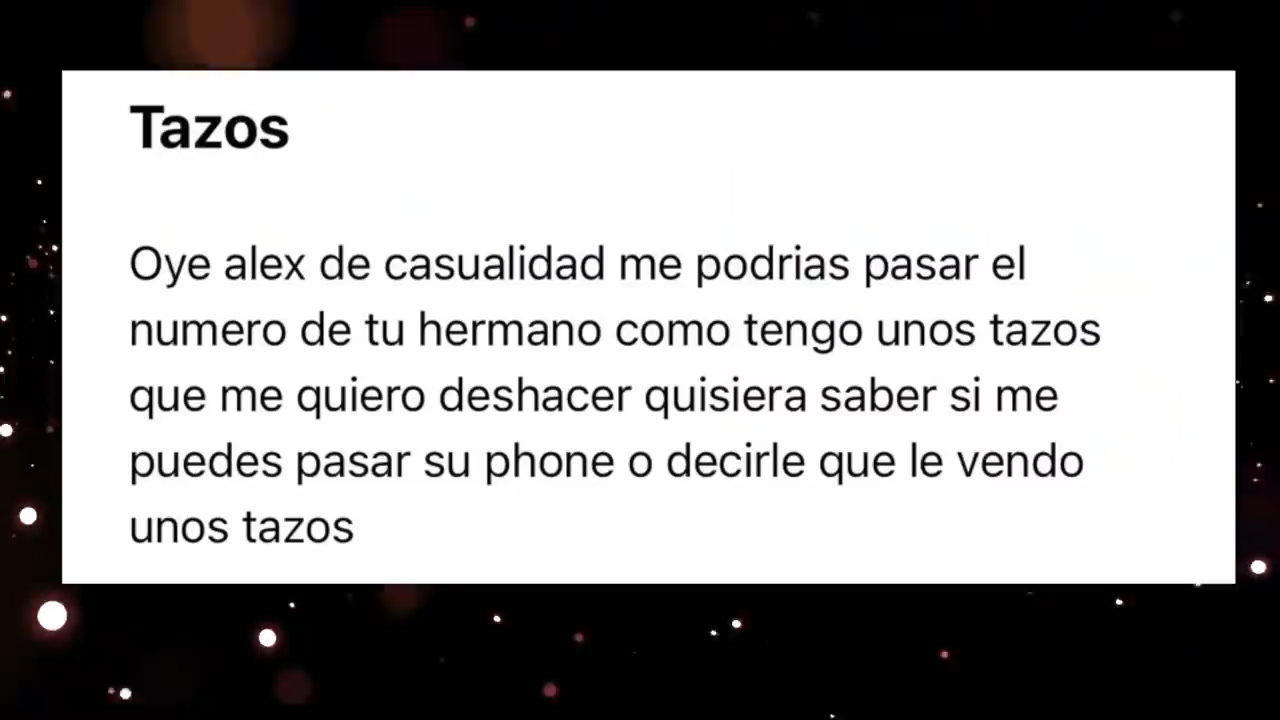 Tazos
Oye alex de casualidad me podrias pasar el
numero de tu hermano como tengo unos tazos
que me quiero deshacer quisiera saber si me
puedes pasar su phone o decirle que le vendo
unos tazos